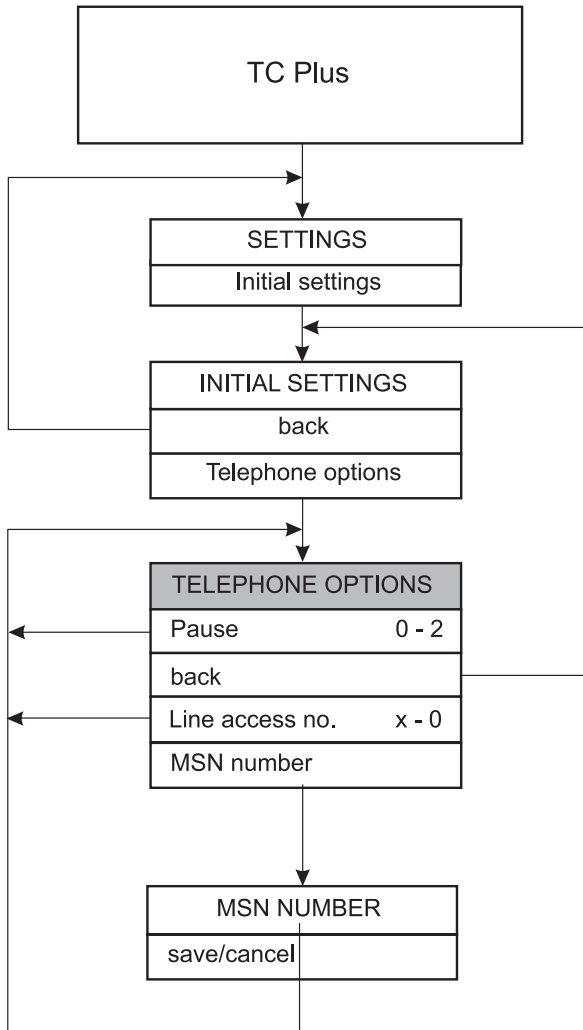 TC Plus
SETTINGS
Initial settings
INITIAL SETTINGS
back
Telephone options
TELEPHONE OPTIONS
Pause 0 - 2
back
Line access no. x - 0
MSN number
MSN NUMBER
save/cancel